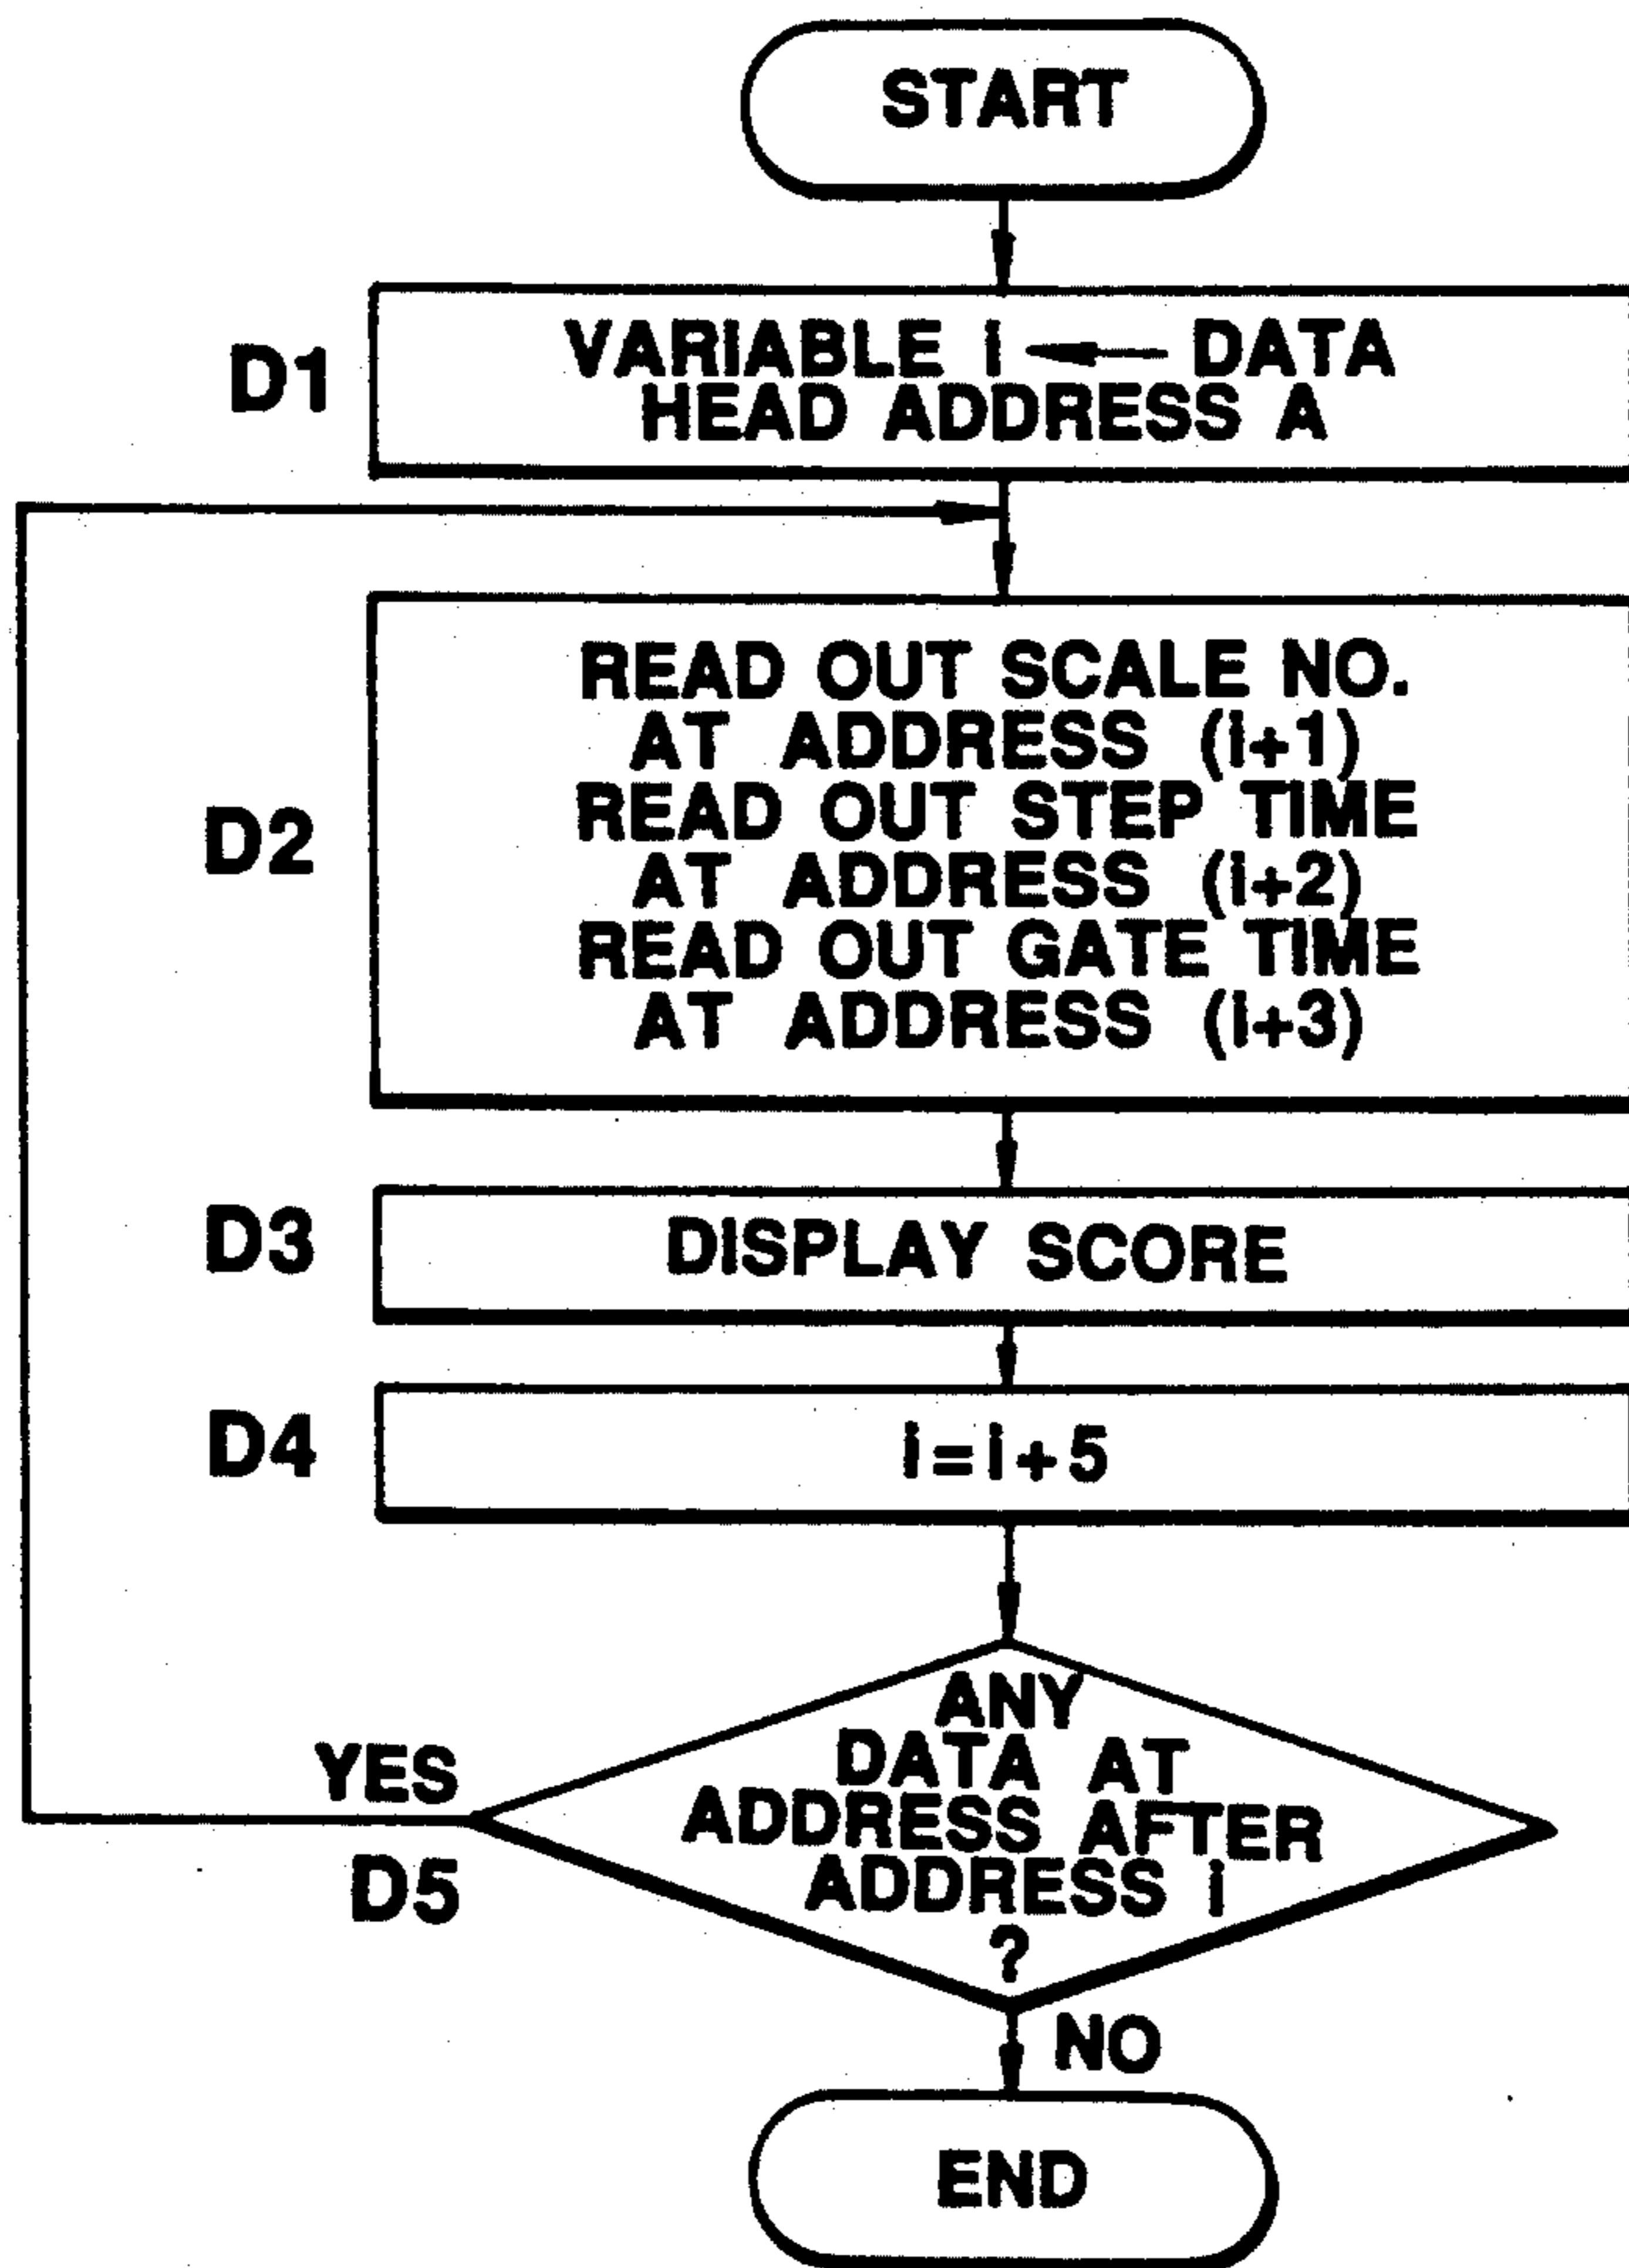 START
D1
VARIABLE i ← DATA
HEAD ADDRESS A
D2
READ OUT SCALE NO.
AT ADDRESS (i+1)
READ OUT STEP TIME
AT ADDRESS (i+2)
READ OUT GATE TIME
AT ADDRESS (i+3)
D3
DISPLAY SCORE
D4
i=i+5
ANY
DATA AT
ADDRESS AFTER
ADDRESS i
?
YES
D5
NO
END